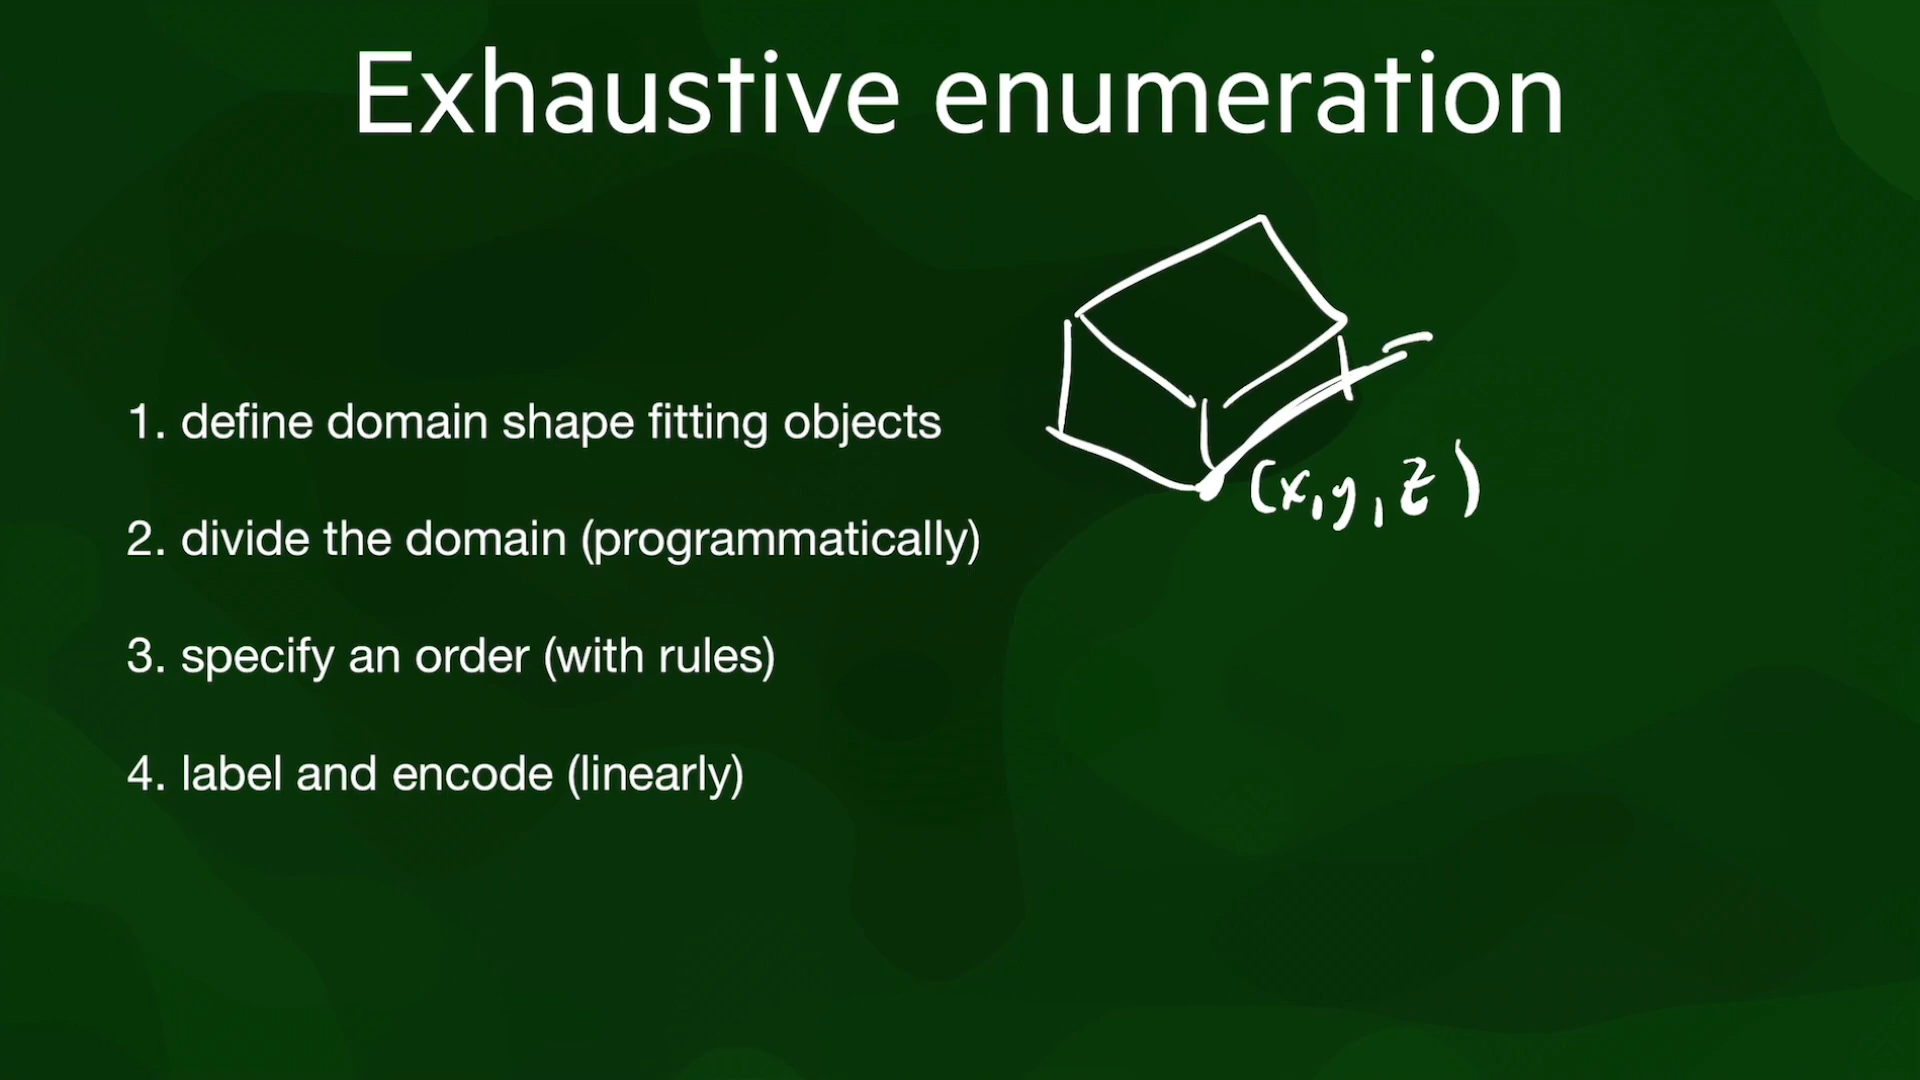 Exhaustive enumeration
1. define domain shape fitting objects
2. divide the domain (programmatically)
3. specify an order (with rules)
4. label and encode (linearly)
(x,y,z)